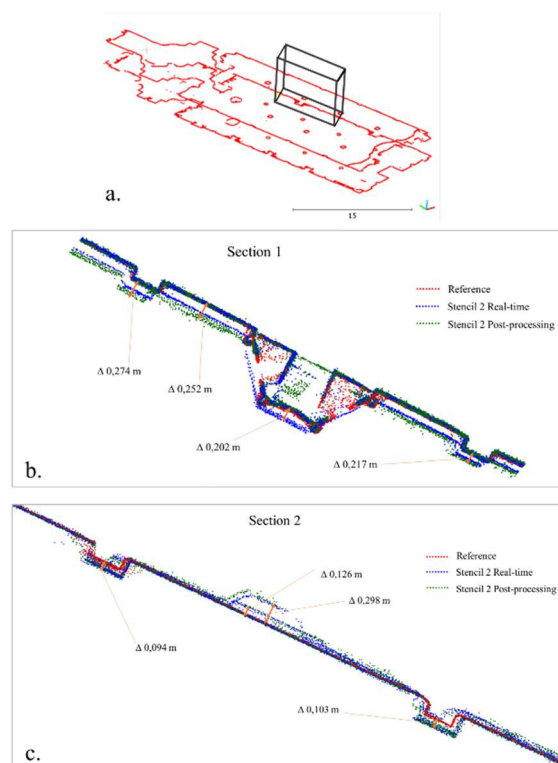 a.
15
Section 1
Reference
Stencil 2 Real-time
Stencil 2 Post-processing
Δ 0,274 m
Δ 0,252 m
Δ 0,202 m
Δ 0,217 m
b.
Section 2
Reference
Stencil 2 Real-time
Stencil 2 Post-processing
Δ 0,126 m
Δ 0,298 m
Δ 0,094 m
Δ 0,103 m
c.